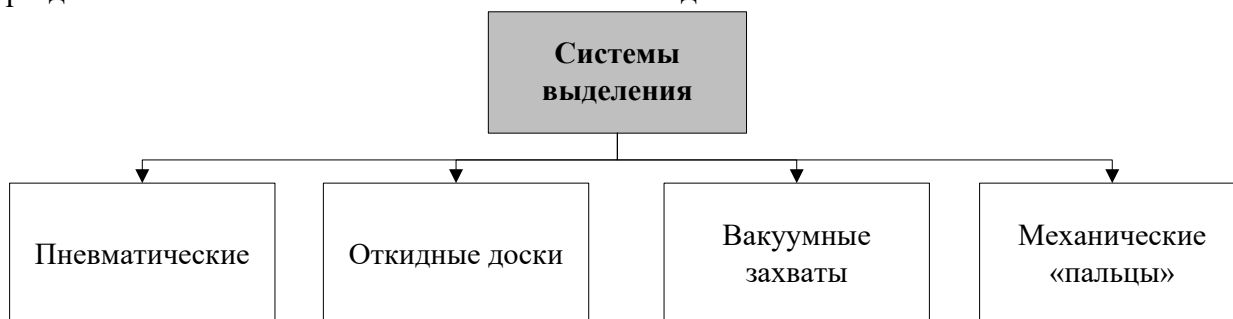 Системы
выделения
Пневматические
Откидные доски
Вакуумные
захваты
Механические
«пальцы»